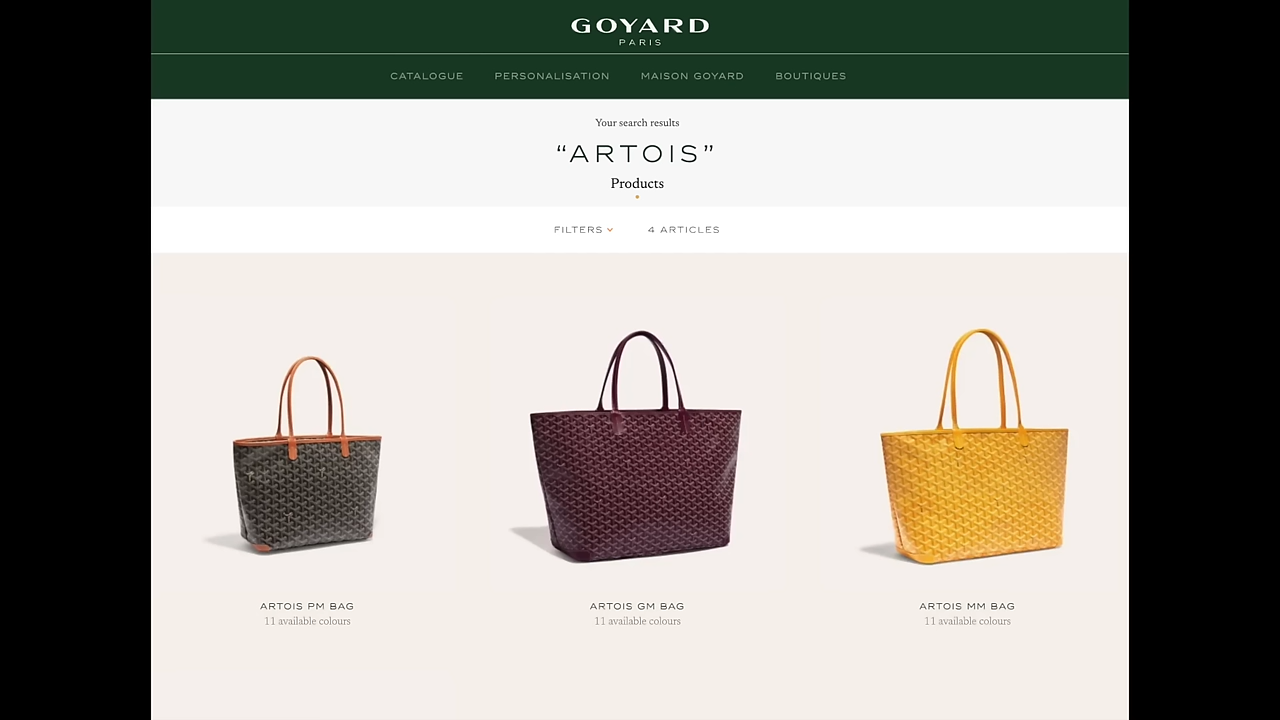 GOYARD
PARIS
CATALOGUE PERSONALISATION MAISON GOYARD BOUTIQUES
Your search results
“ARTOIS”
Products
FILTERS 4 ARTICLES
ARTOIS PM BAG ARTOIS GM BAG ARTOIS MM BAG
11 available colours 11 available colours 11 available colours